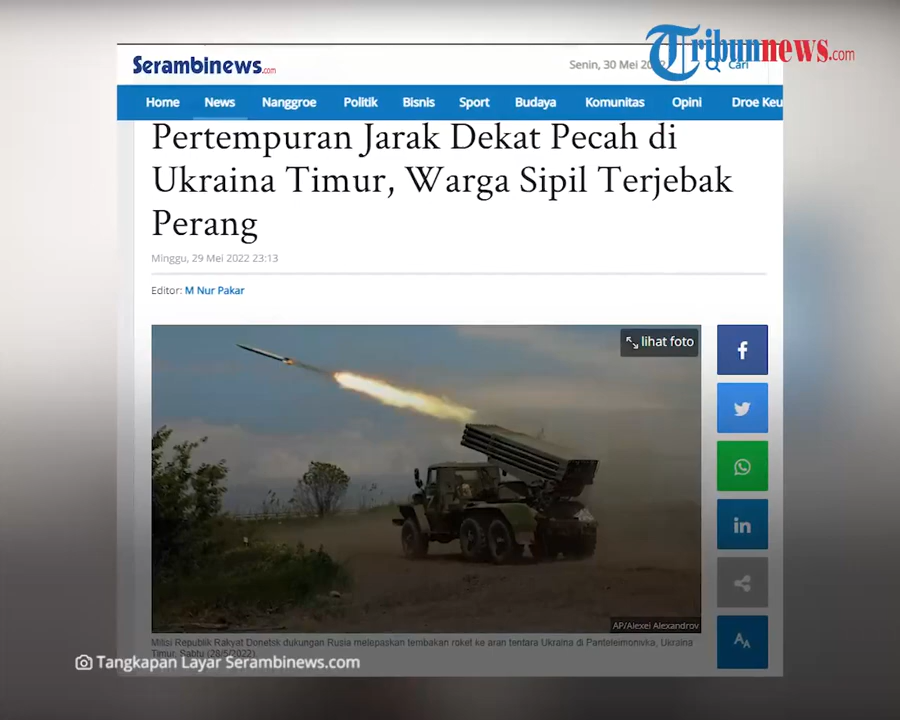 Serambinews.com
Senin, 30 Mei
Tribunnews.com
Cari
Home News Nanggroe Politik Bisnis Sport Budaya Komunitas Opini Droe Keu
Pertempuran Jarak Dekat Pecah di
Ukraina Timur, Warga Sipil Terjebak
Perang
Minggu, 29 Mei 2022 23:13
Editor: M Nur Pakar
lihat foto
f
in
AA
AP/Alexei Alexandrov
Milisi Republik Rakyat Donetsk dukungan Rusia melepaskan tembakan roket ke aran tentara Ukraina di Panteleimonivka, Ukraina
Timur, Sabtu (28/5/2022).
Tangkapan Layar Serambinews.com